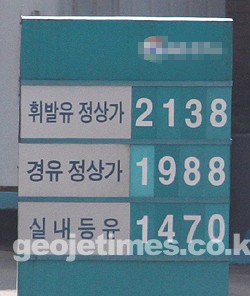 휘발유 정상가 2138
경유 정상가 1988
실내등유 1470
geojetimes.co.k